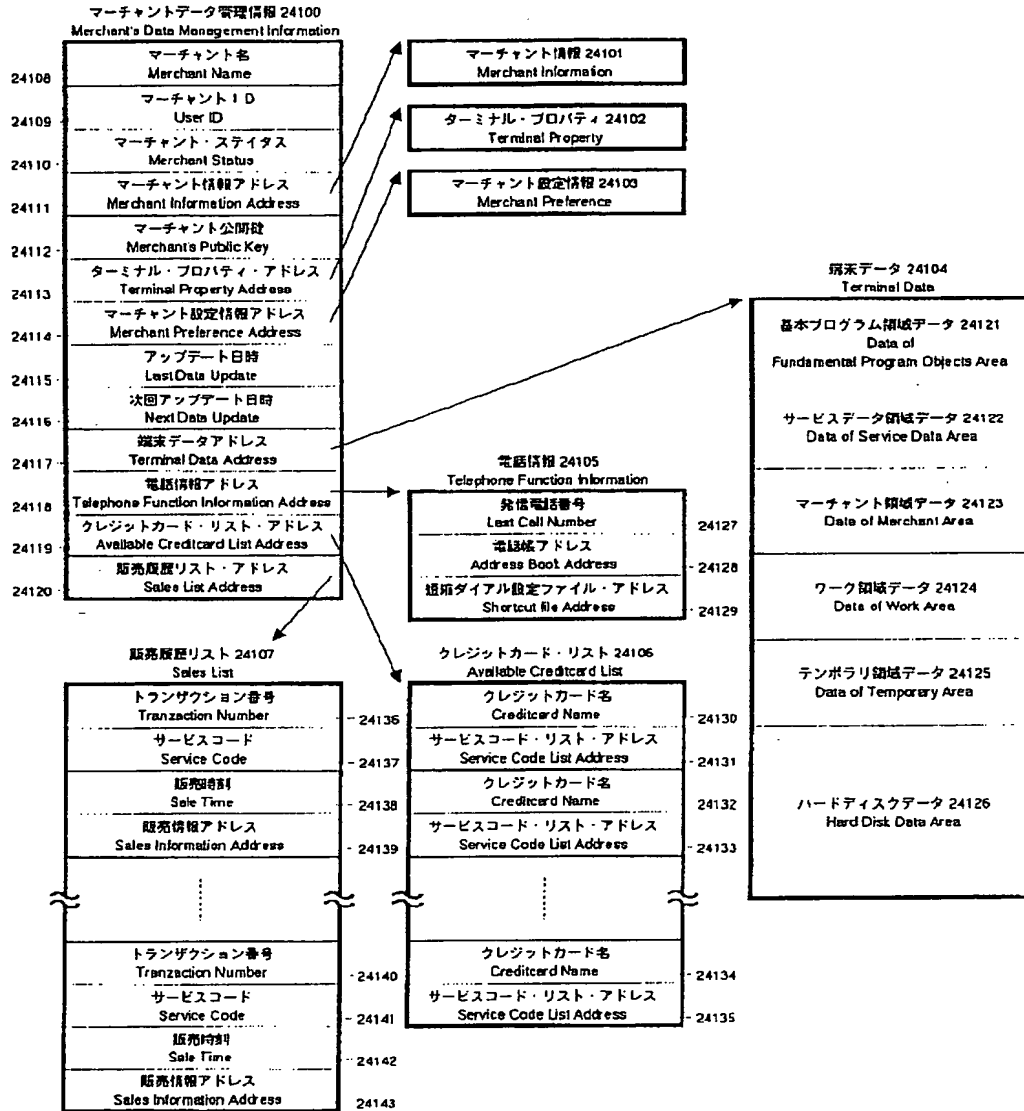 マーチャントデータ管理情報 24100
Merchant's Data Management Information
マーチャント名
Merchant Name
24108
マーチャントID
User ID
24109
マーチャント・ステイタス
Merchant Status
24110
マーチャント情報アドレス
Merchant Information Address
24111
マーチャント公開鍵
Merchant's Public Key
24112
ターミナル・プロパティ・アドレス
Terminal Property Address
24113
マーチャント設定情報アドレス
Merchant Preference Address
24114
アップデート日時
Last Data Update
24115
次回アップデート日時
Next Data Update
24116
端末データアドレス
Terminal Data Address
24117
電話情報アドレス
Telephone Function Information Address
24118
クレジットカード・リスト・アドレス
Available Creditcard List Address
24119
販売履歴リスト・アドレス
Sales List Address
24120
マーチャント情報 24101
Merchant Information
ターミナル・プロパティ 24102
Terminal Property
マーチャント設定情報 24103
Merchant Preference
端末データ 24104
Terminal Data
基本プログラム領域データ 24121
Data of
Fundamental Program Objects Area
サービスデータ領域データ 24122
Data of Service Data Area
マーチャント領域データ 24123
Data of Merchant Area
ワーク領域データ 24124
Data of Work Area
テンポラリ領域データ 24125
Data of Temporary Area
ハードディスクデータ 24126
Hard Disk Data Area
電話情報 24105
Telephone Function Information
発信電話番号
Last Call Number
24127
電話帳アドレス
Address Book Address
24128
短縮ダイアル設定ファイル・アドレス
Shortcut file Address
24129
販売履歴リスト 24107
Sales List
トランザクション番号
Tranzaction Number
24136
サービスコード
Service Code
24137
販売時刻
Sale Time
24138
販売情報アドレス
Sales Information Address
24139
トランザクション番号
Tranzaction Number
24140
サービスコード
Service Code
24141
販売時刻
Sale Time
24142
販売情報アドレス
Sales Information Address
24143
クレジットカード・リスト 24106
Available Creditcard List
クレジットカード名
Creditcard Name
24130
サービスコード・リスト・アドレス
Service Code List Address
24131
クレジットカード名
Creditcard Name
24132
サービスコード・リスト・アドレス
Service Code List Address
24133
クレジットカード名
Creditcard Name
24134
サービスコード・リスト・アドレス
Service Code List Address
24135